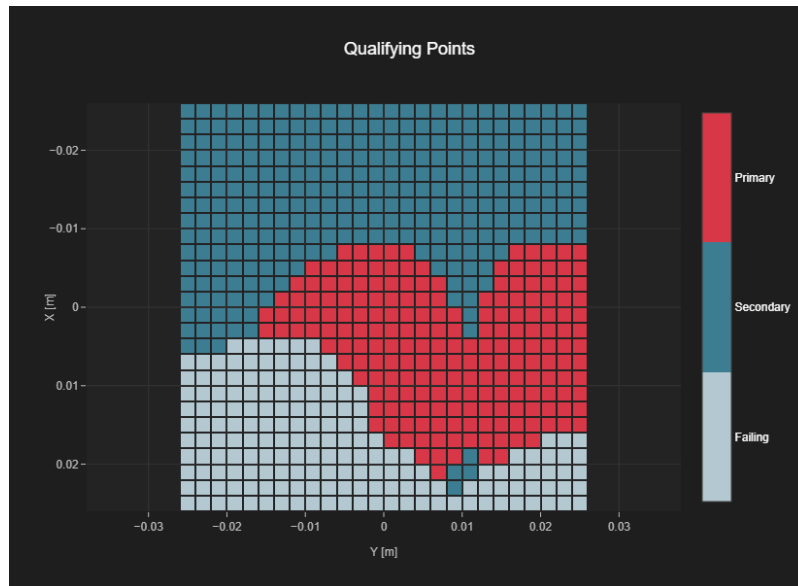 Qualifying Points
−0.02
−0.01
0
0.01
0.02
X [m]
−0.03
−0.02
−0.01
0
0.01
0.02
0.03
Y [m]
Primary
Secondary
Failing